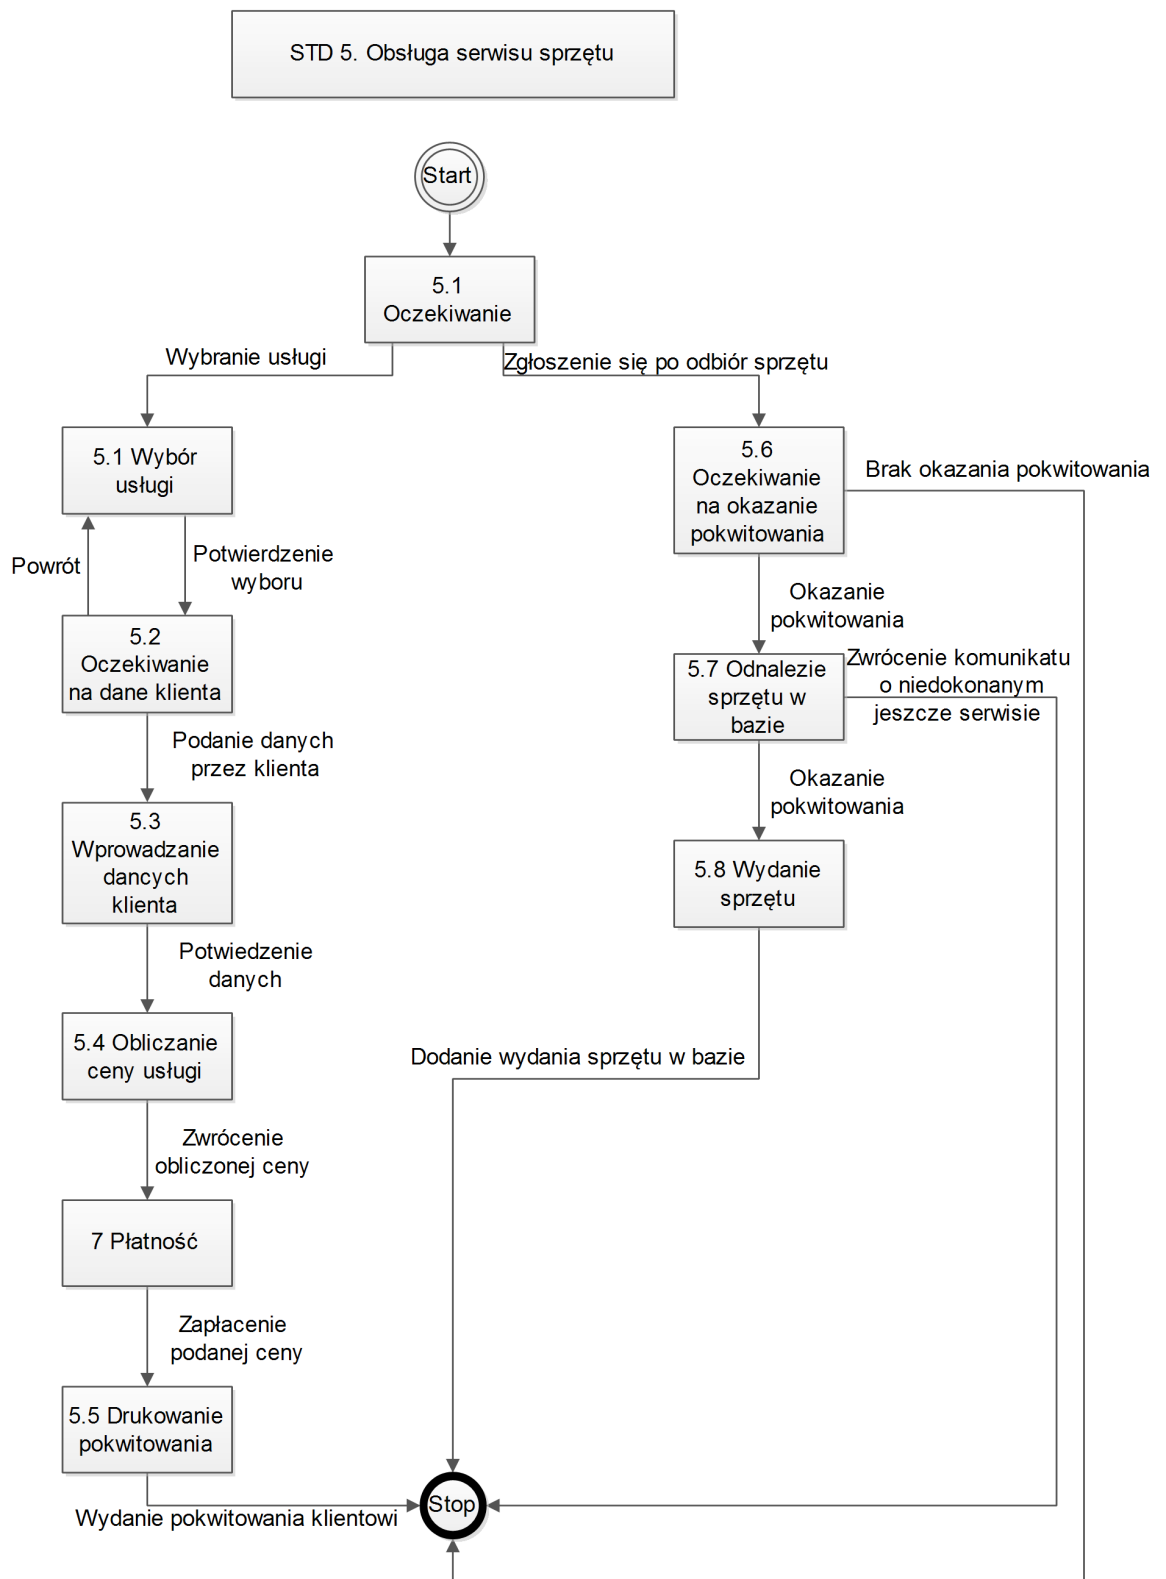 STD 5. Obsługa serwisu sprzętu
Start
5.1
Oczekiwanie
Wybranie usługi
Zgłoszenie się po odbiór sprzętu
5.1 Wybór
usługi
5.6
Oczekiwanie
na okazanie
pokwitowania
Brak okazania pokwitowania
Powrót
Potwierdzenie
wyboru
Okazanie
pokwitowania
5.2
Oczekiwanie
na dane klienta
5.7 Odnalezie
sprzętu w
bazie
Zwrócenie komunikatu
o niedokonanym
jeszcze serwisie
Podanie danych
przez klienta
Okazanie
pokwitowania
5.3
Wprowadzanie
dancych
klienta
5.8 Wydanie
sprzętu
Potwiedzenie
danych
5.4 Obliczanie
ceny usługi
Dodanie wydania sprzętu w bazie
Zwrócenie
obliczonej ceny
7 Płatność
Zapłacenie
podanej ceny
5.5 Drukowanie
pokwitowania
Wydanie pokwitowania klientowi
Stop